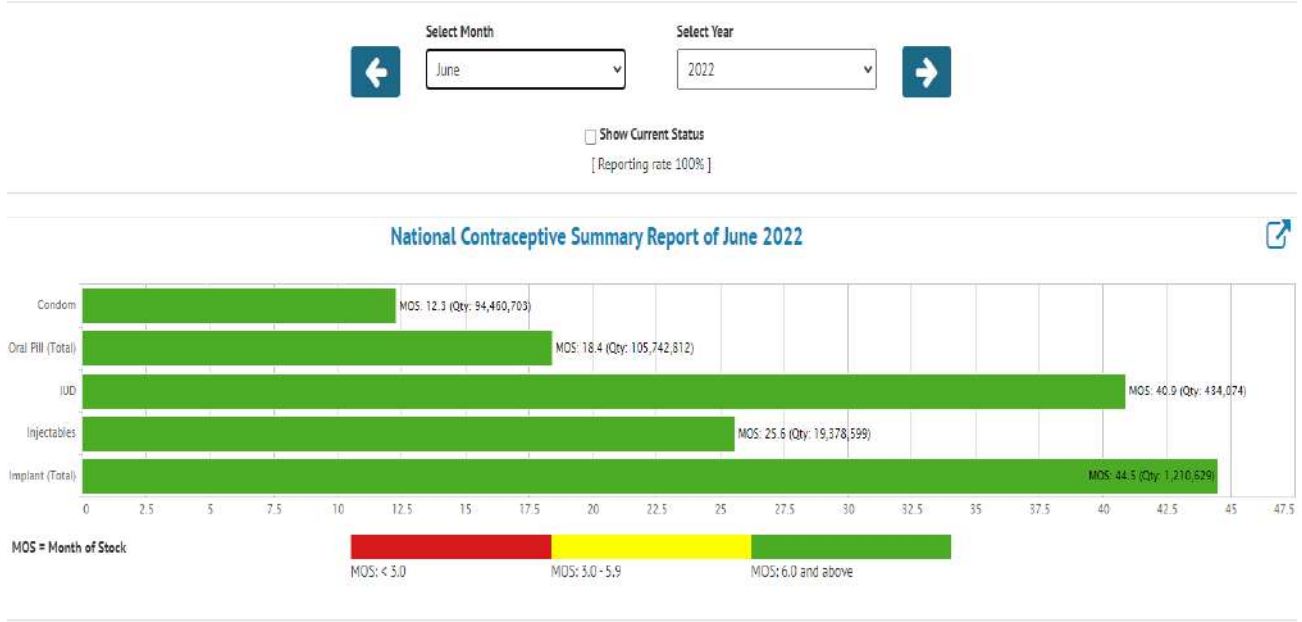 Select Month Select Year
June 2022
Show Current Status
[ Reporting rate 100% ]
National Contraceptive Summary Report of June 2022
Condom MOS: 12.3 (Qty: 94,460,703)
Oral Pill (Total) MOS: 18.4 (Qty: 105,742,812)
IUD MOS: 40.9 (Qty: 434,074)
Injectables MOS: 25.6 (Qty: 19,378,599)
Implant (Total) MOS: 44.5 (Qty: 1,210,629)
0 2.5 5 7.5 10 12.5 15 17.5 20 22.5 25 27.5 30 32.5 35 37.5 40 42.5 45 47.5
MOS = Month of Stock
MOS: < 3.0 MOS: 3.0 - 5.9 MOS: 6.0 and above